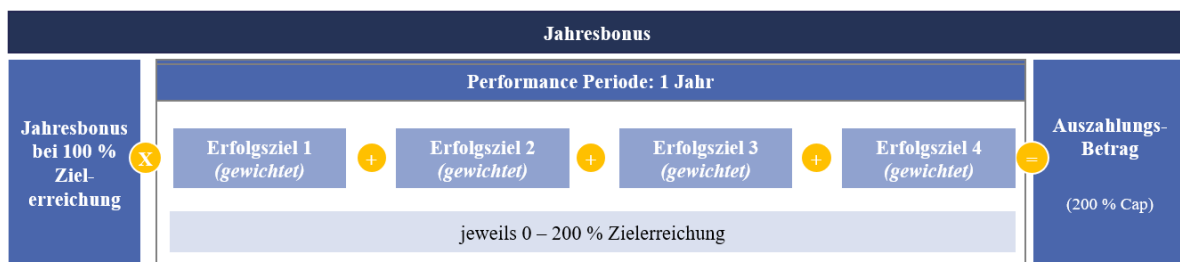 Jahresbonus
Performance Periode: 1 Jahr
Jahresbonus
bei 100 %
Ziel-
erreichung
X
Erfolgsziel 1
(gewichtet)
+
Erfolgsziel 2
(gewichtet)
+
Erfolgsziel 3
(gewichtet)
+
Erfolgsziel 4
(gewichtet)
=
Auszahlungs-
Betrag
(200 % Cap)
jeweils 0 – 200 % Zielerreichung